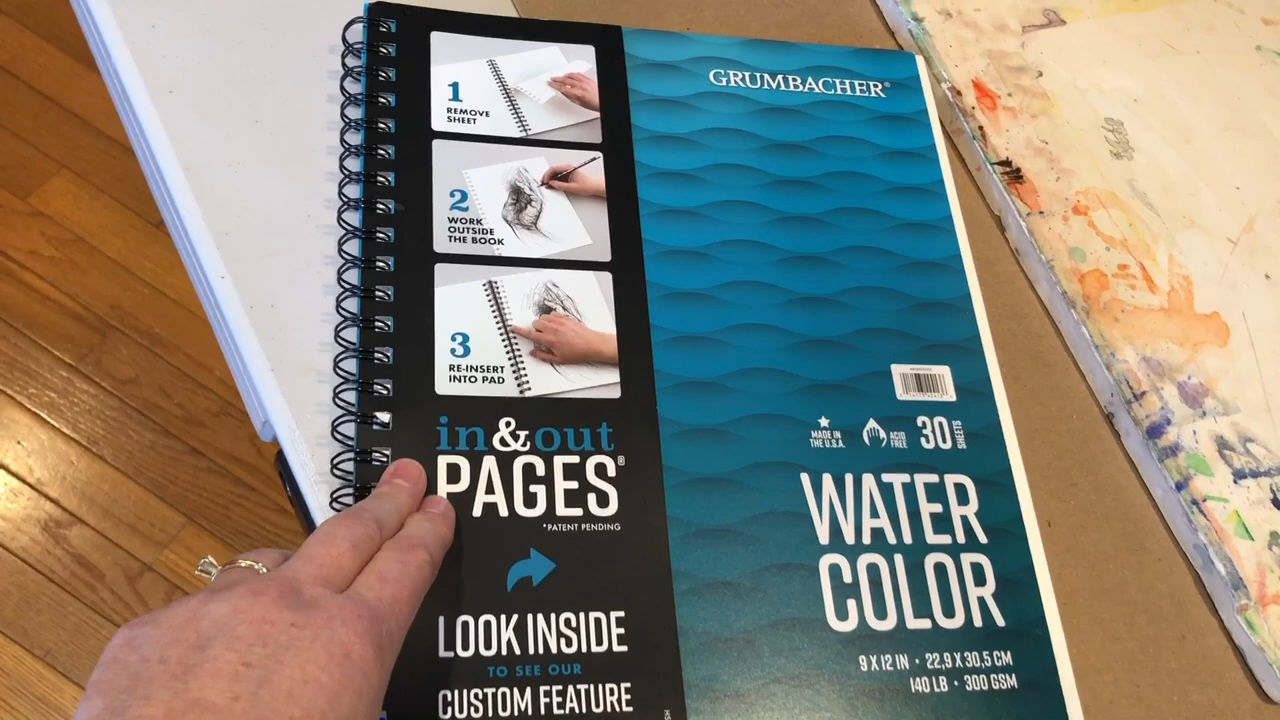 1
REMOVE
SHEET
2
WORK
OUTSIDE
THE BOOK
3
RE-INSERT
INTO PAD
in&out
PAGES®
*PATENT PENDING
LOOK INSIDE
TO SEE OUR
CUSTOM FEATURE
GRUMBACHER®
MADE IN
THE U.S.A.
ACID
FREE
30 SHEETS
WATER
COLOR
9 X 12 IN • 22,9 X 30,5 CM
140 LB • 300 GSM